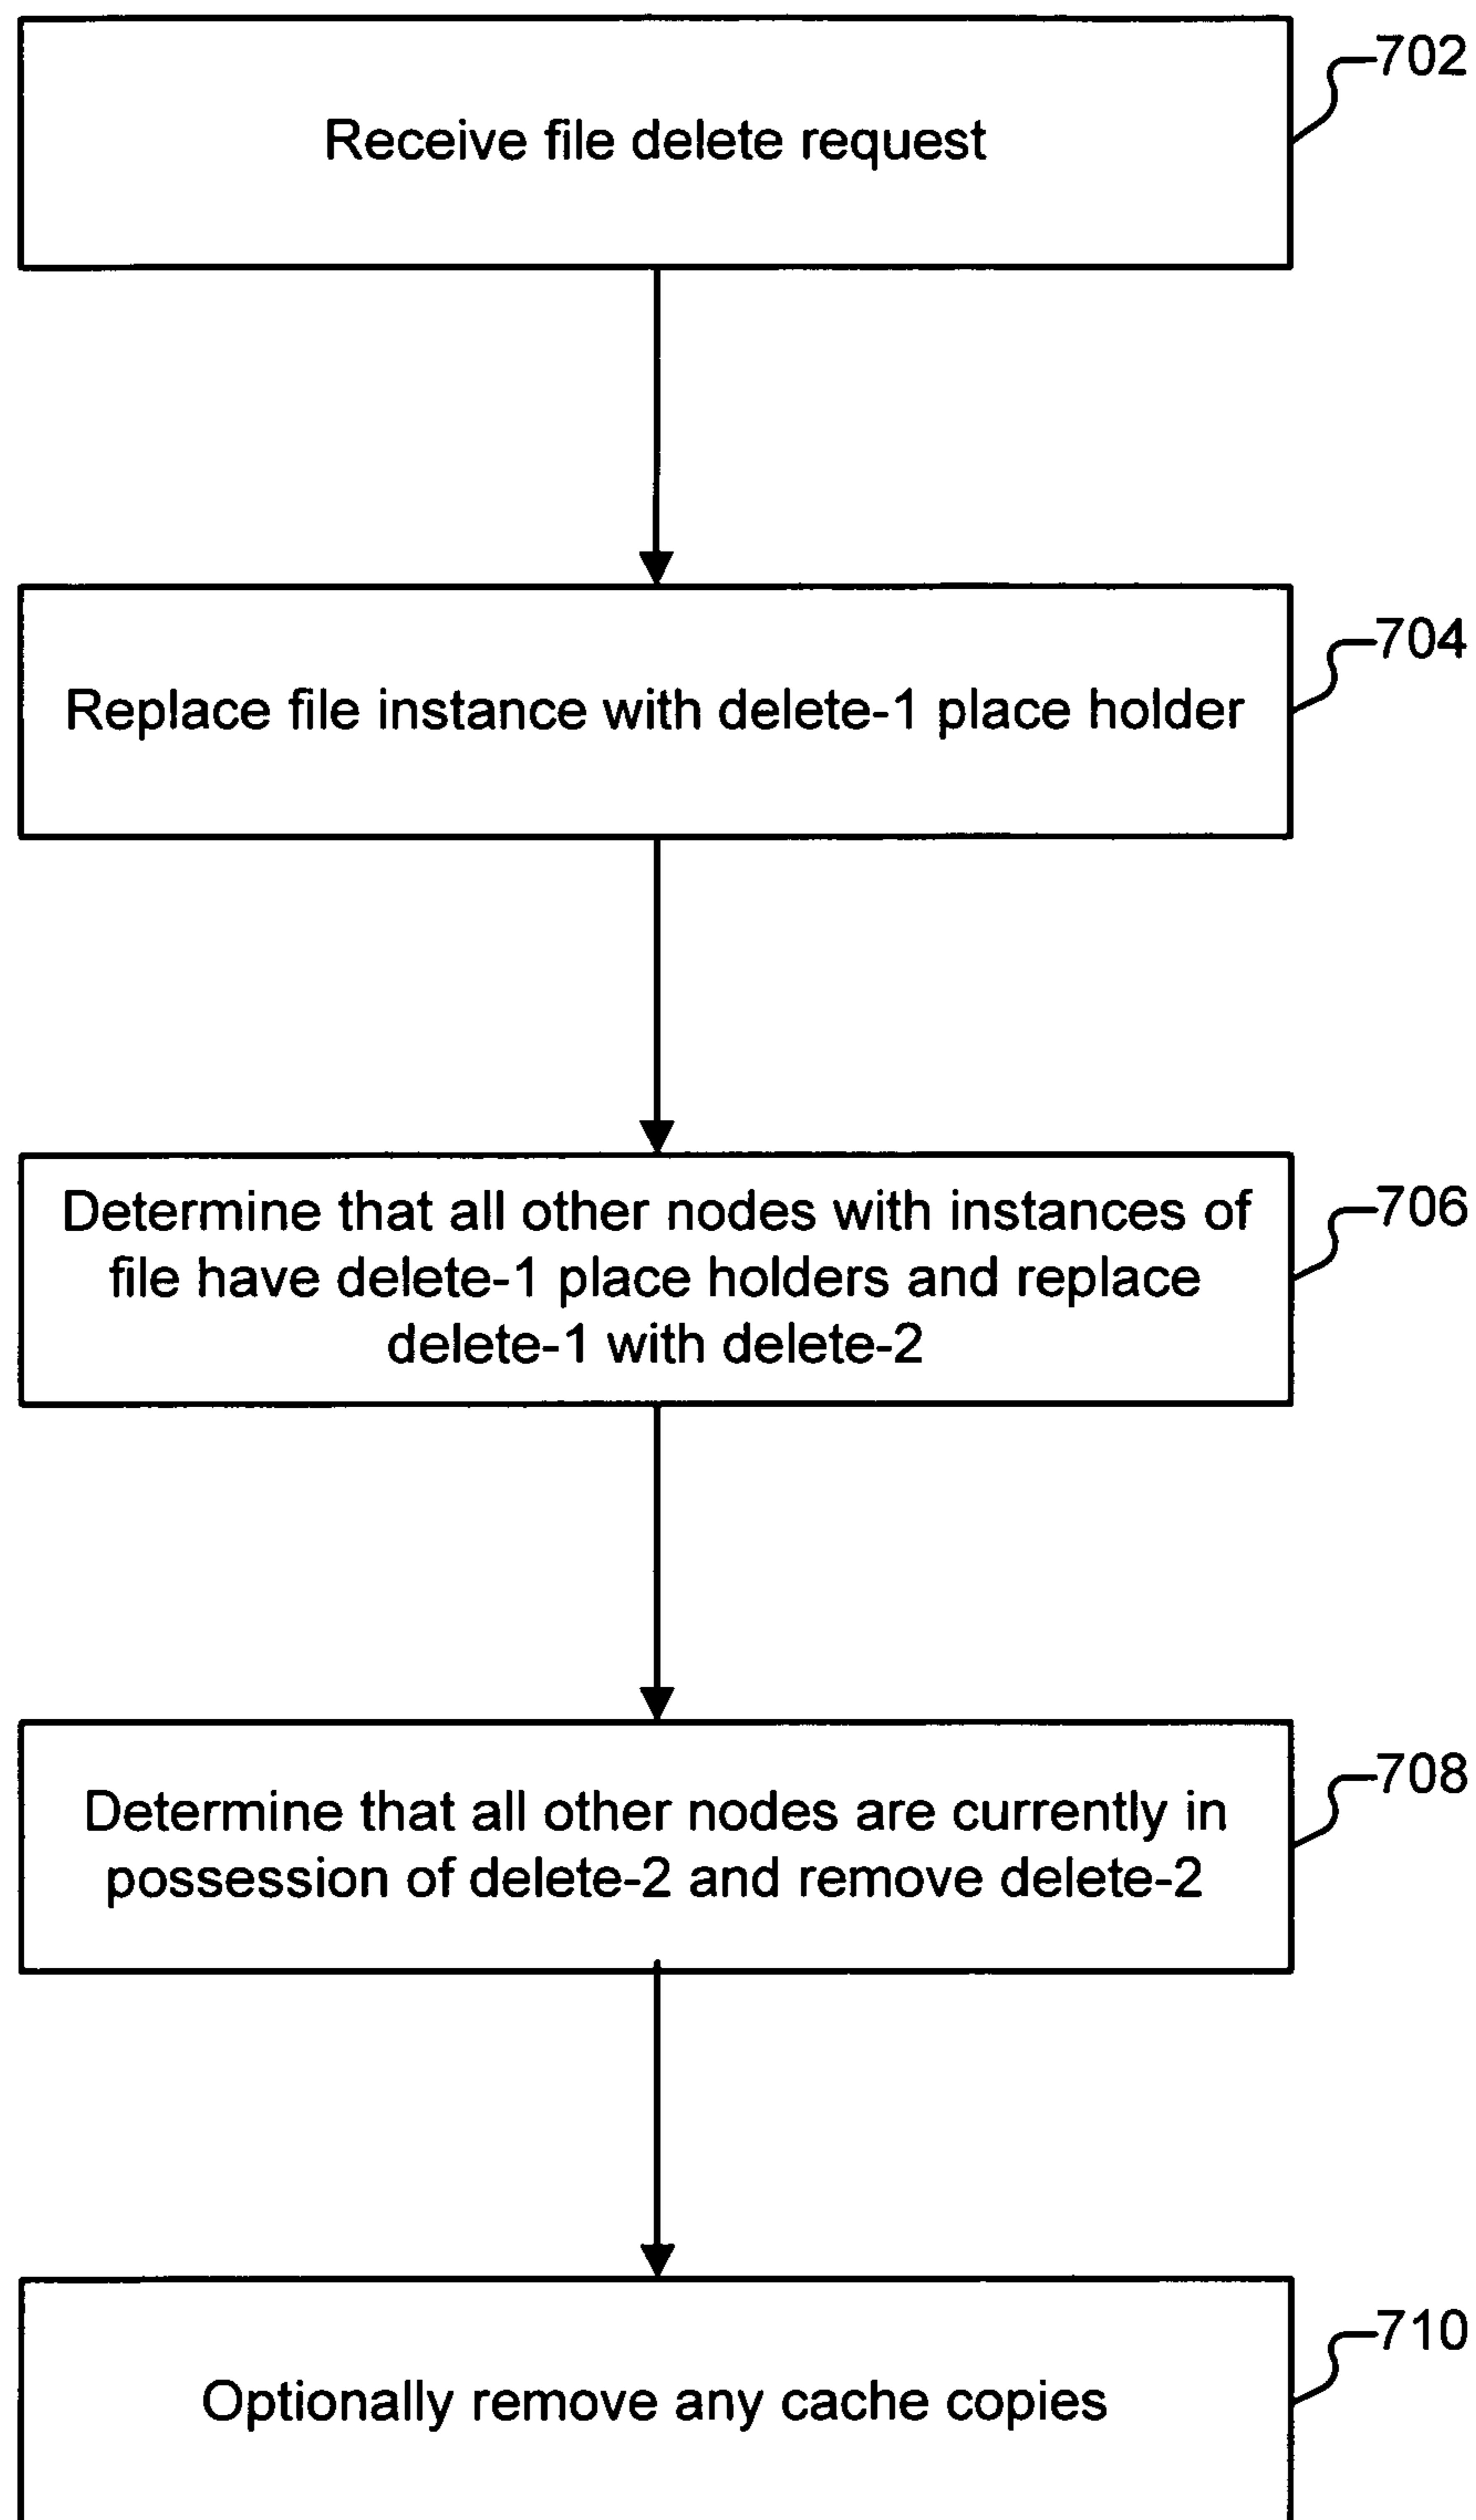 702
Receive file delete request
704
Replace file instance with delete-1 place holder
706
Determine that all other nodes with instances of
file have delete-1 place holders and replace
delete-1 with delete-2
708
Determine that all other nodes are currently in
possession of delete-2 and remove delete-2
710
Optionally remove any cache copies